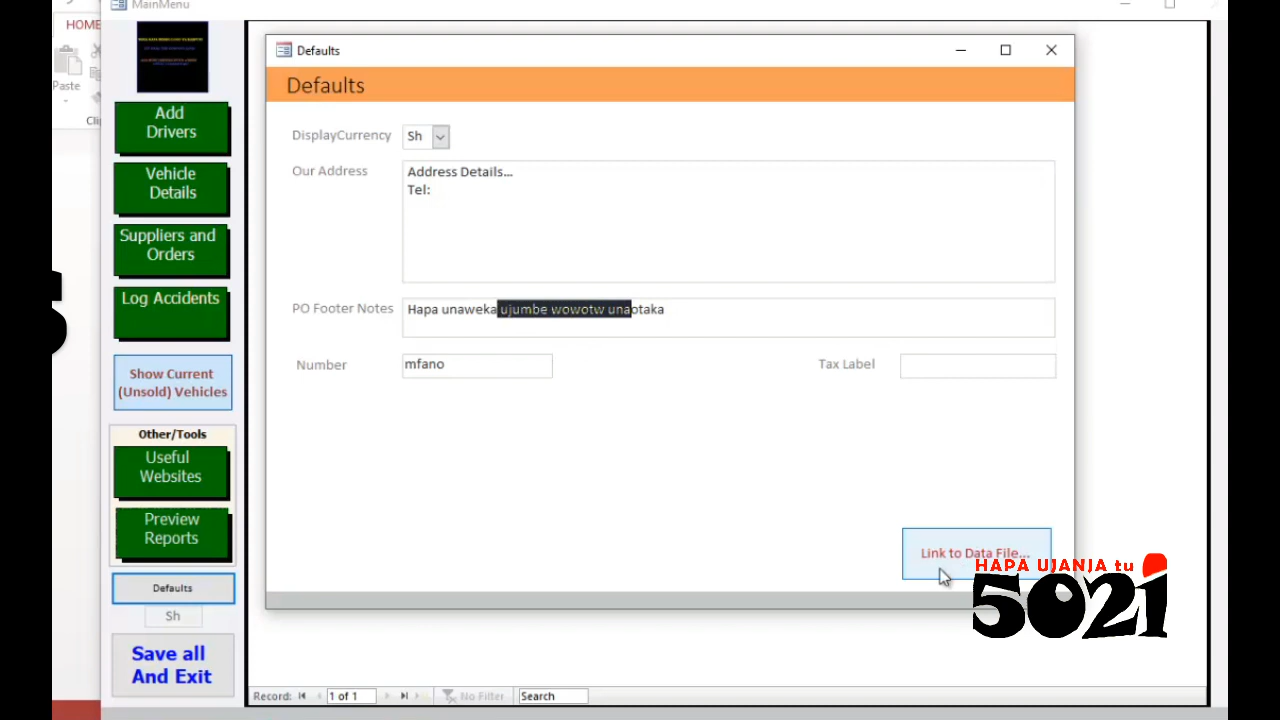 MainMenu
HOME
Paste
Cli
Add
Drivers
Vehicle
Details
Suppliers and
Orders
Log Accidents
Show Current
(Unsold) Vehicles
Other/Tools
Useful
Websites
Preview
Reports
Defaults
Sh
Save all
And Exit
Defaults
Defaults
DisplayCurrency Sh
Our Address Address Details...
Tel:
PO Footer Notes Hapa unaweka ujumbe wowotw unaotaka
Number mfano Tax Label
Link to Data File...
HAPA UJANJA tu
5021
Record: 1 of 1 No Filter Search